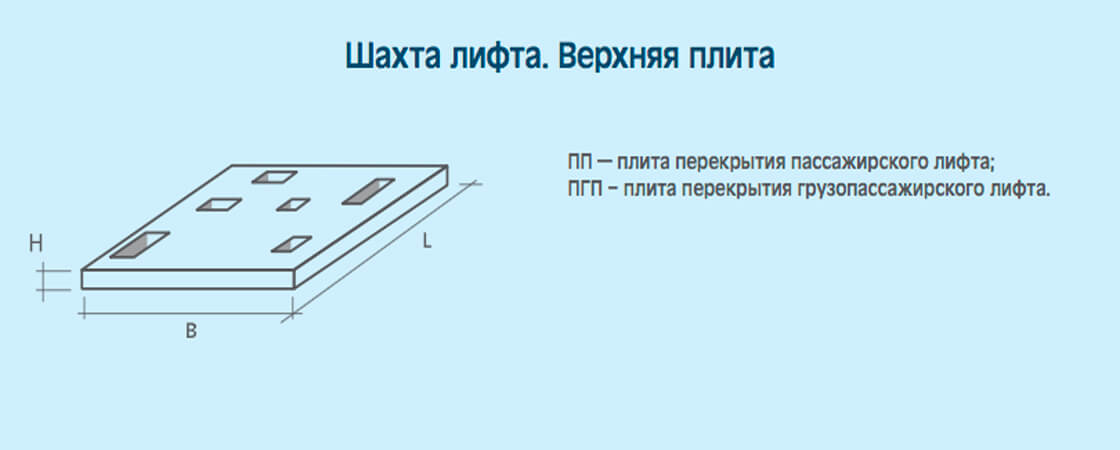 Шахта лифта. Верхняя плита
ПП — плита перекрытия пассажирского лифта;
ПГП – плита перекрытия грузопассажирского лифта.
H
L
B